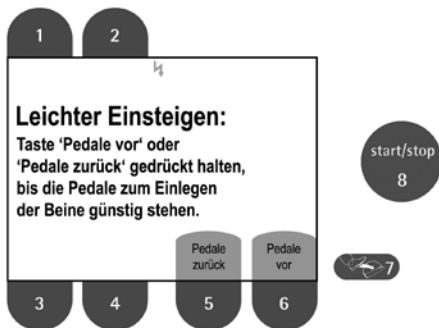 1
2
Leichter Einsteigen:
Taste 'Pedale vor' oder
'Pedale zurück' gedrückt halten,
bis die Pedale zum Einlegen
der Beine günstig stehen.
Pedale
zurück
Pedale
vor
start/stop
8
7
3
4
5
6